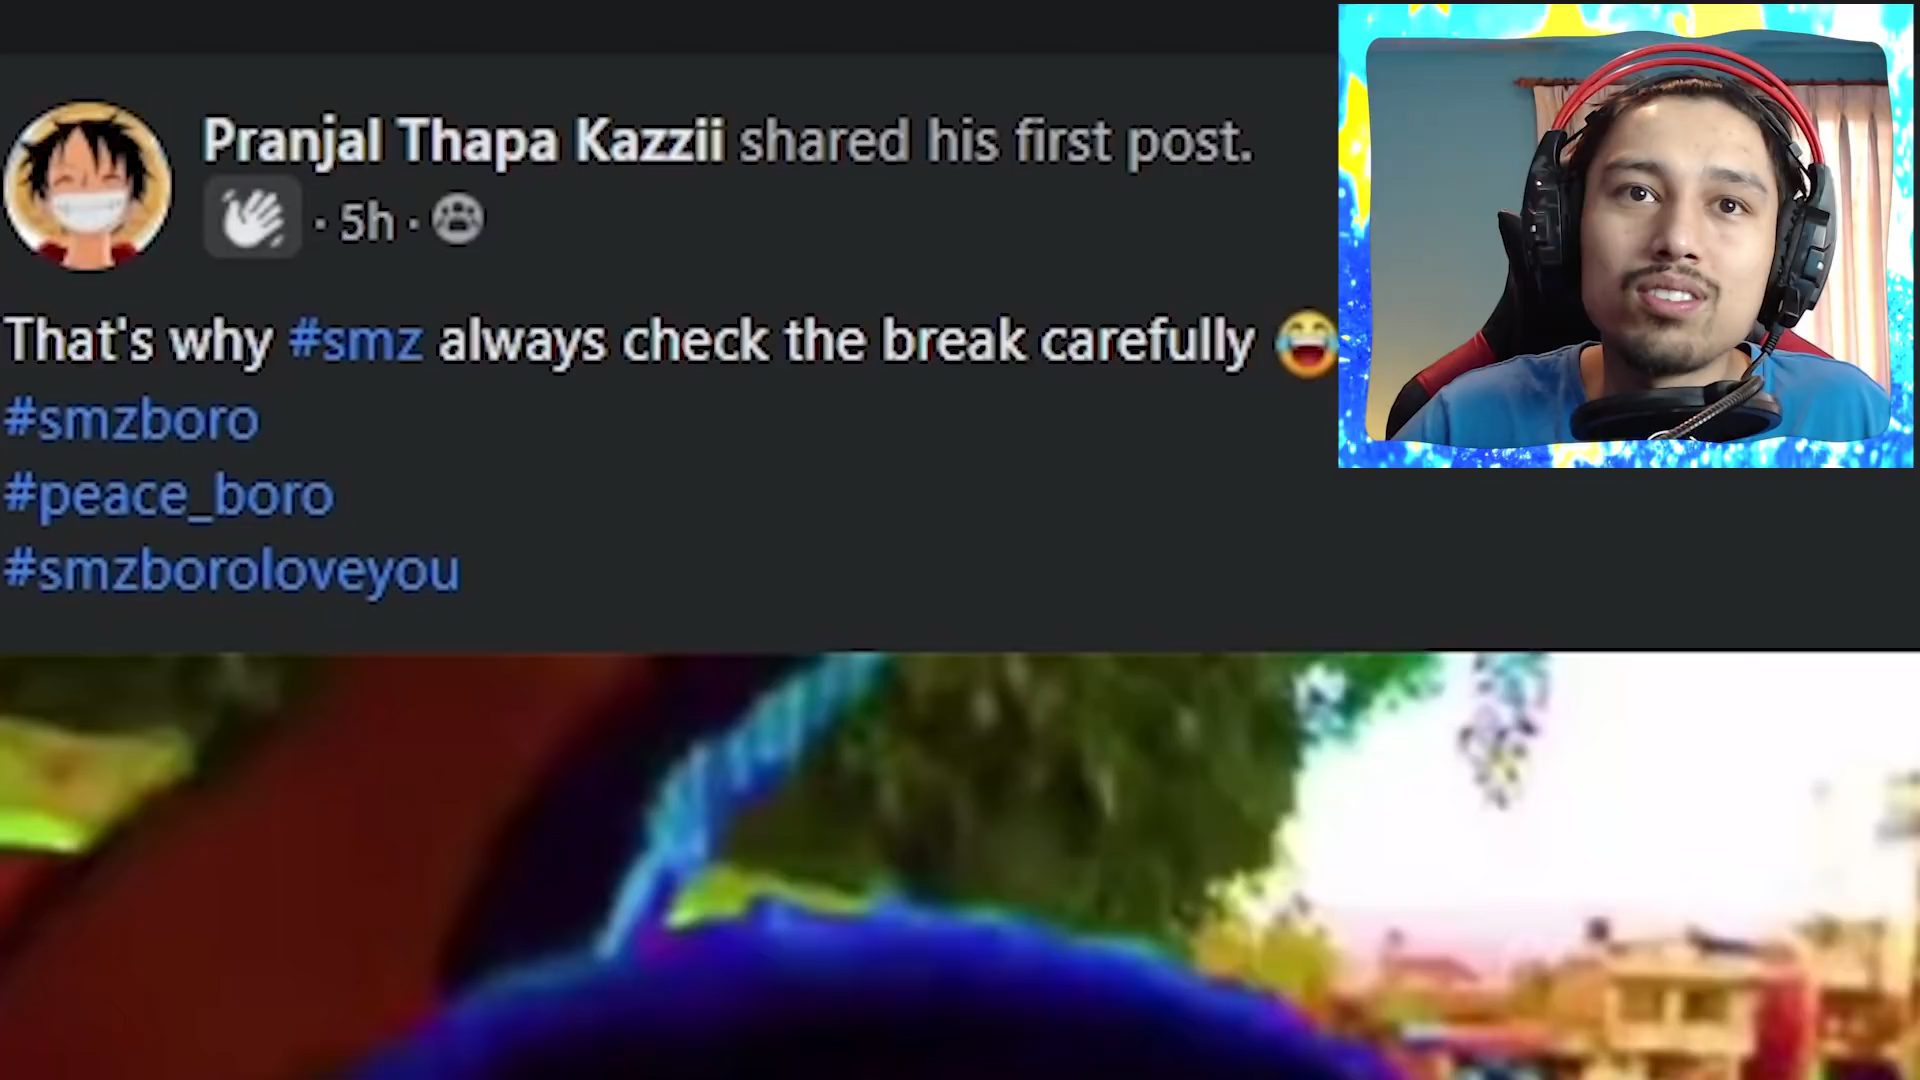 Pranjal Thapa Kazzii shared his first post.
· 5h ·
That's why #smz always check the break carefully 😂
#smzboro
#peace_boro
#smzboroloveyou